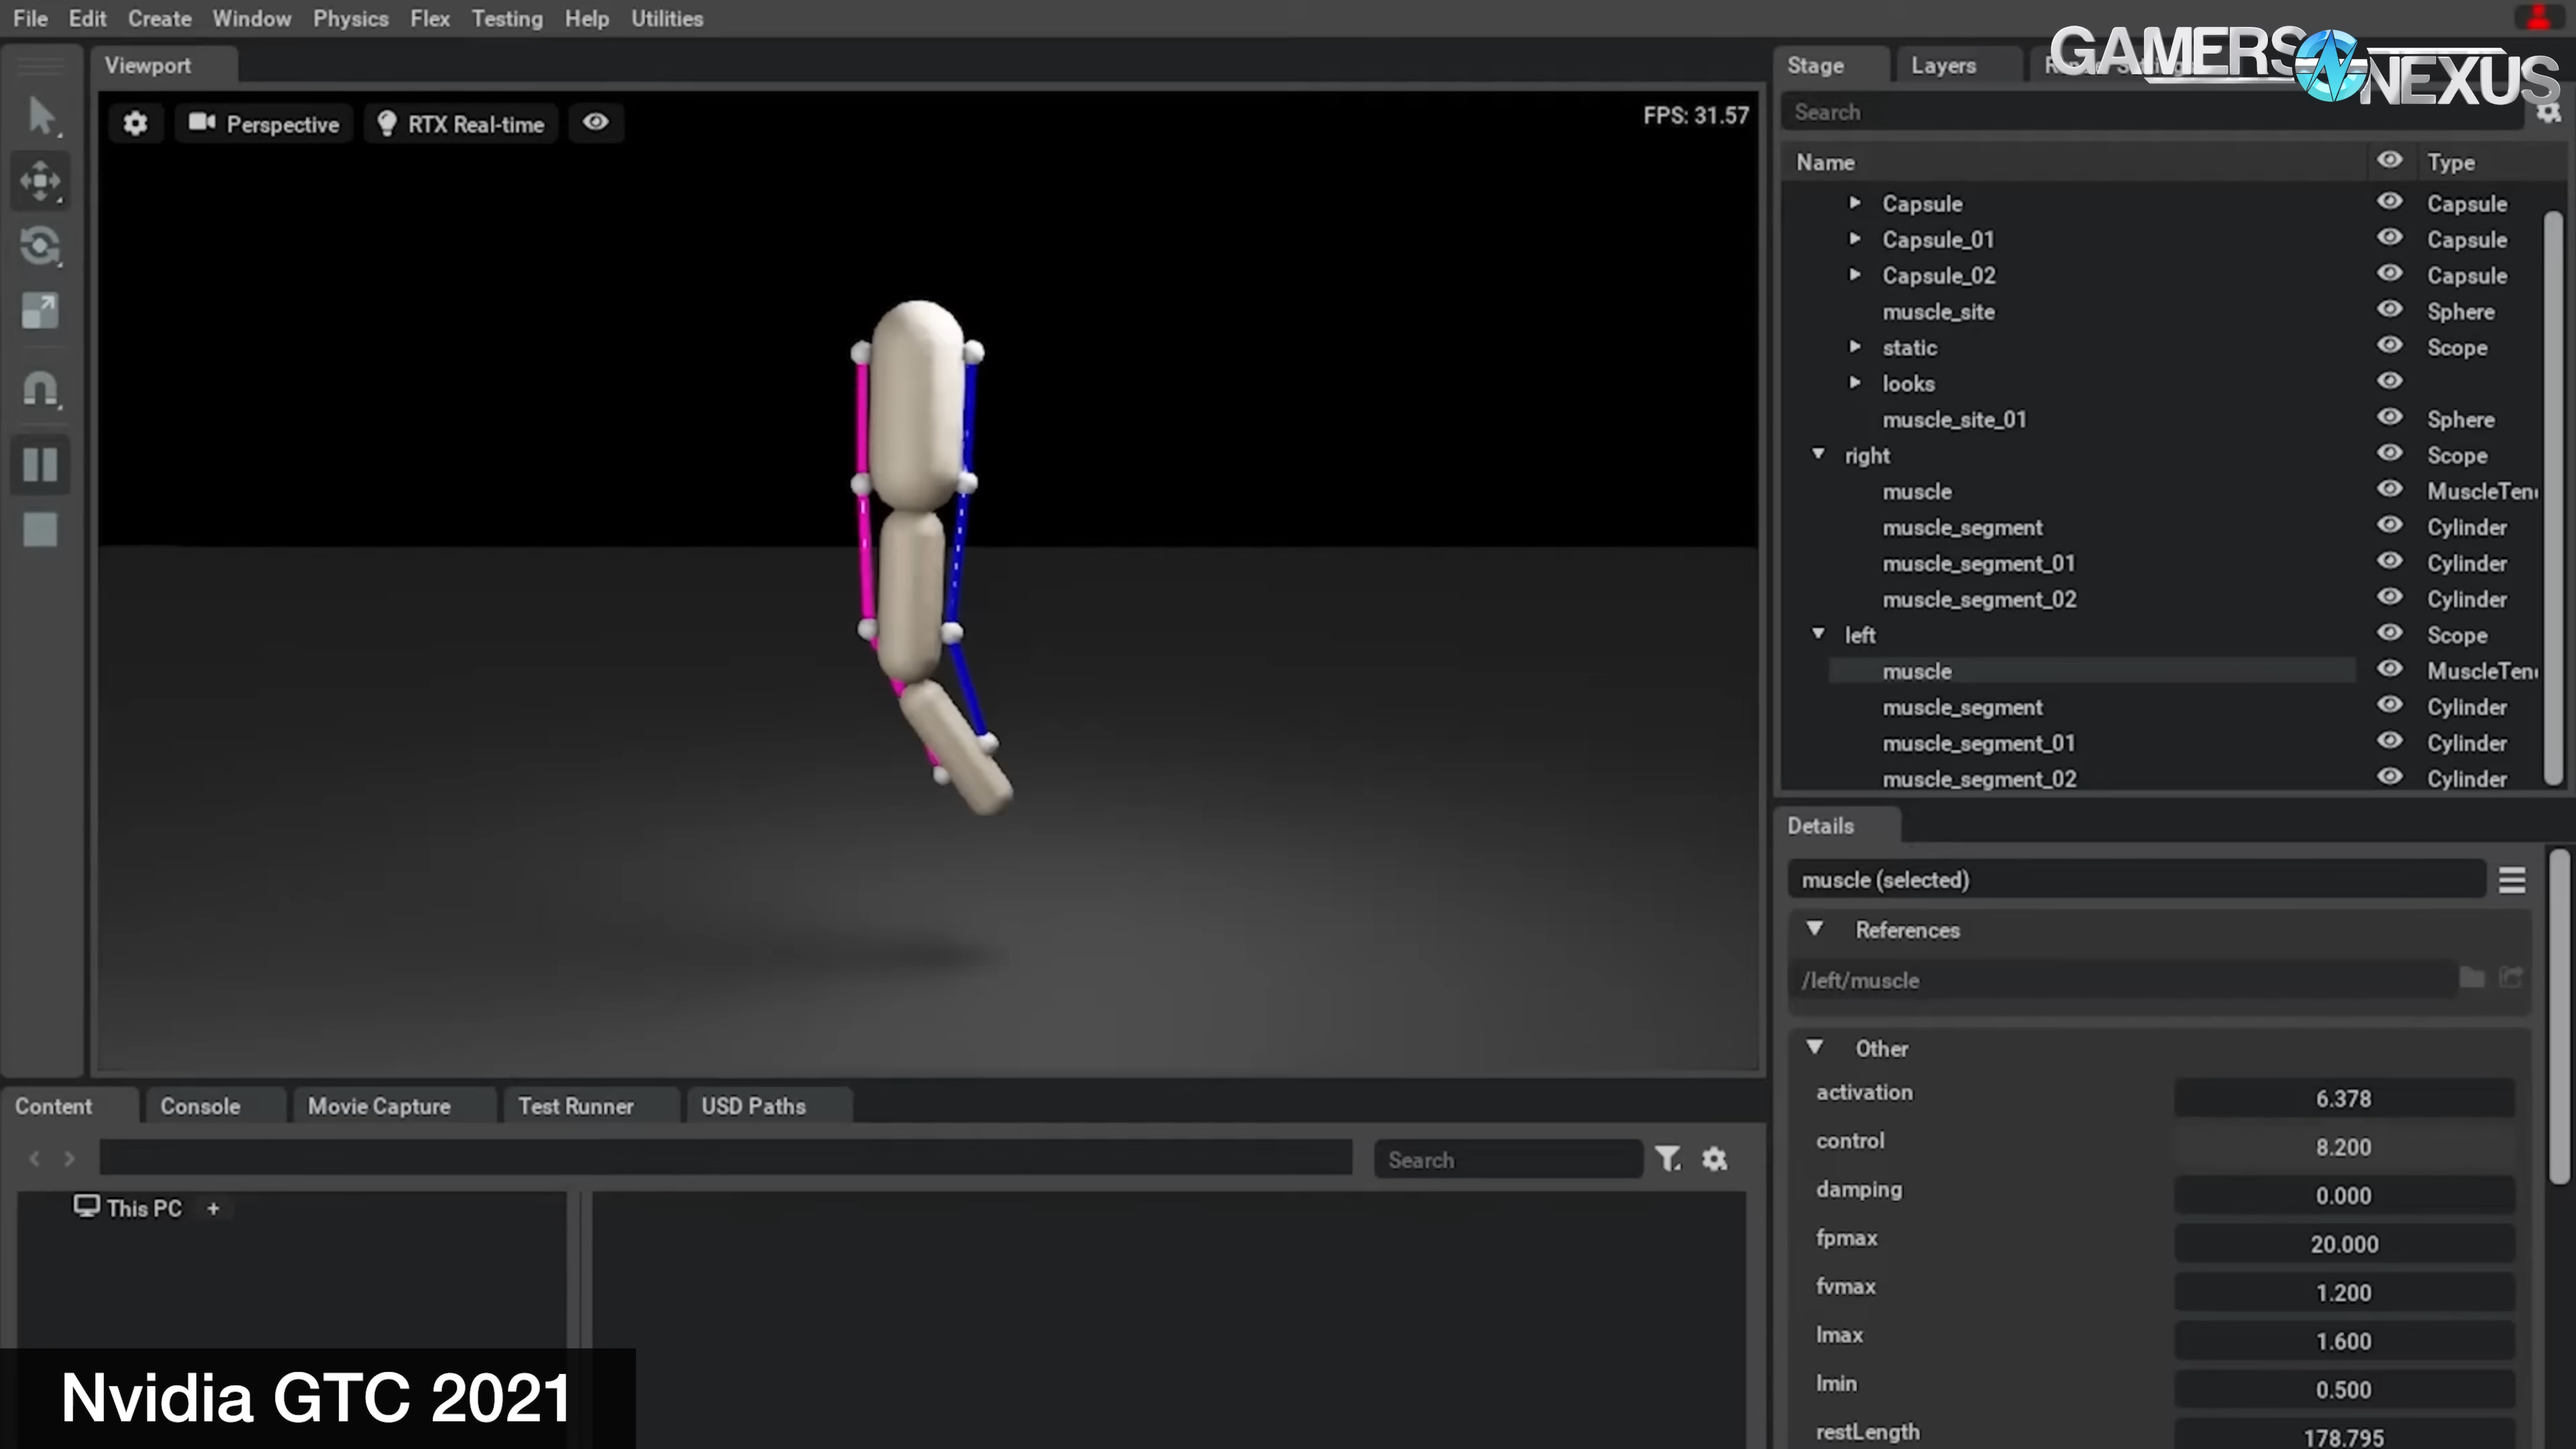 File Edit Create Window Physics Flex Testing Help Utilities
GAMERS NEXUS
Viewport
Perspective RTX Real-time
FPS: 31.57
Stage Layers
Search
Name Type
Capsule Capsule
Capsule_01 Capsule
Capsule_02 Capsule
muscle_site Sphere
static Scope
looks
muscle_site_01 Sphere
right Scope
muscle MuscleTen
muscle_segment Cylinder
muscle_segment_01 Cylinder
muscle_segment_02 Cylinder
left Scope
muscle MuscleTen
muscle_segment Cylinder
muscle_segment_01 Cylinder
muscle_segment_02 Cylinder
Details
muscle (selected)
References
/left/muscle
Other
activation 6.378
control 8.200
damping 0.000
fpmax 20.000
fvmax 1.200
lmax 1.600
lmin 0.500
restLength 178.795
Content Console Movie Capture Test Runner USD Paths
Search
This PC +
Nvidia GTC 2021